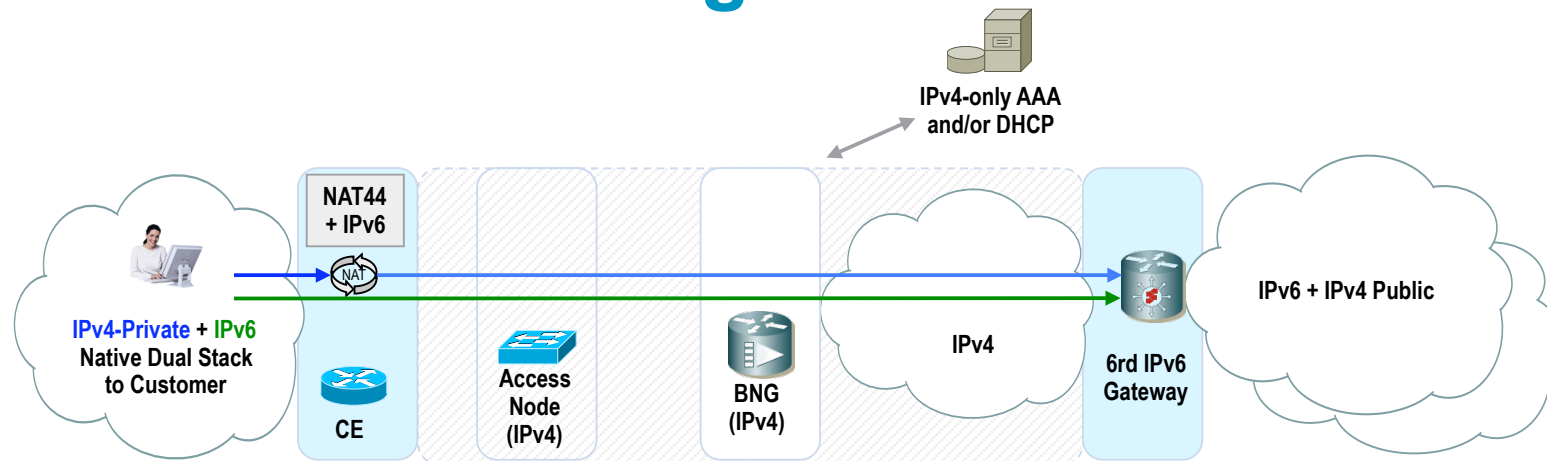 IPv4-only AAA
and/or DHCP
NAT44
+ IPv6
NAT
IPv4-Private + IPv6
Native Dual Stack
to Customer
CE
Access
Node
(IPv4)
BNG
(IPv4)
IPv4
6rd IPv6
Gateway
IPv6 + IPv4 Public